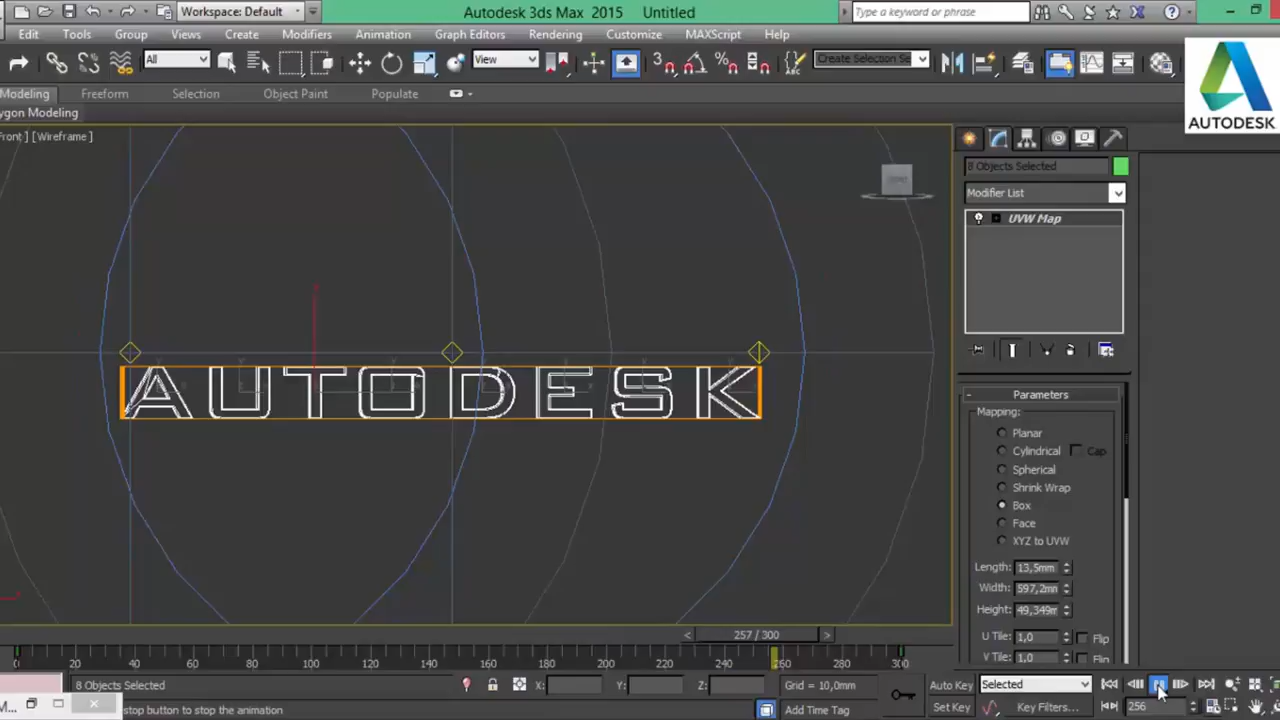 Workspace: Default
Autodesk 3ds Max 2015 Untitled
Type a keyword or phrase
Edit Tools Group Views Create Modifiers Animation Graph Editors Rendering Customize MAXScript Help
All
View
3
Create Selection Se
Modeling Freeform Selection Object Paint Populate
ygon Modeling
AUTODESK
Front ] [ Wireframe ]
8 Objects Selected
Modifier List
UVW Map
AUTODESK
Parameters
Mapping:
Planar
Cylindrical Cap
Spherical
Shrink Wrap
Box
Face
XYZ to UVW
Length: 13,5mm
Width: 597,2mm
Height: 49,349m
U Tile: 1,0 Flip
V Tile: 1,0 Flip
< 257 / 300 >
0 20 40 60 80 100 120 140 160 180 200 220 240 260 280 300
8 Objects Selected X: Y: Z: Grid = 10,0mm Auto Key Selected
M...
stop button to stop the animation Add Time Tag Set Key Key Filters... 256